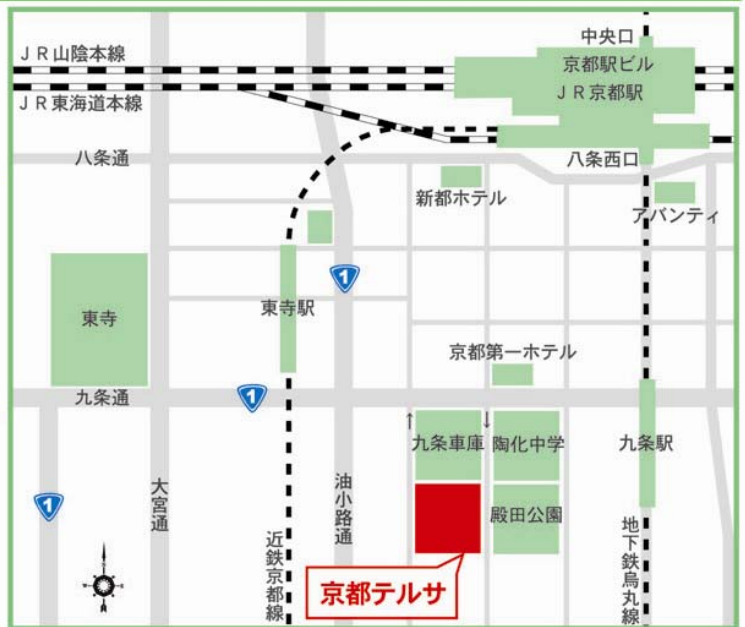 中央口
JR山陰本線
京都駅ビル
JR京都駅
JR東海道本線
八条通
八条西口
新都ホテル
アバンティ
1
東寺駅
東寺
京都第一ホテル
九条通
1
↑
↓
九条車庫
陶化中学
九条駅
1
大宮通
油小路通
殿田公園
近鉄京都線
地下鉄烏丸線
京都テルサ